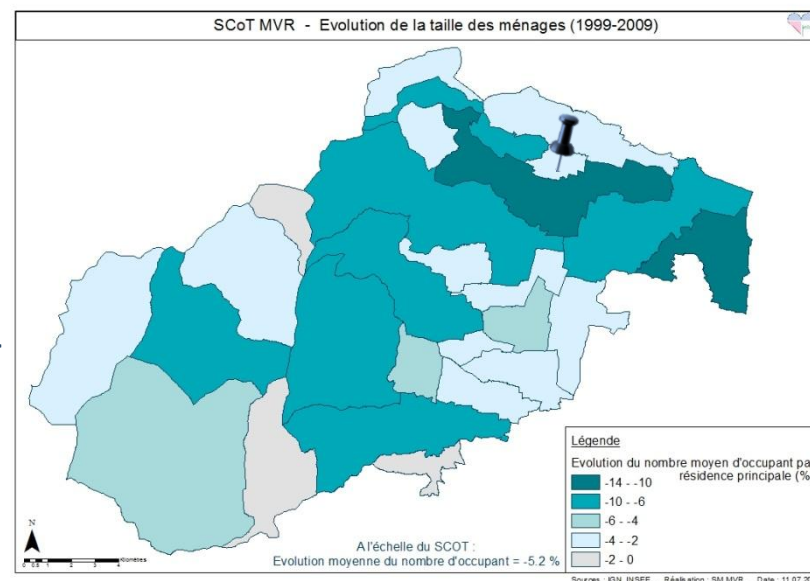 SCoT MVR - Evolution de la taille des ménages (1999-2009)
Légende
Evolution du nombre moyen d'occupant pa
résidence principale (%
-14 - -10
-10 - -6
-6 - -4
-4 - -2
-2 - 0
N
A l'échelle du SCOT :
Evolution moyenne du nombre d'occupant = -5.2 %
Sources : IGN, INSEE Réalisation : SM MVR Date : 11.07.20